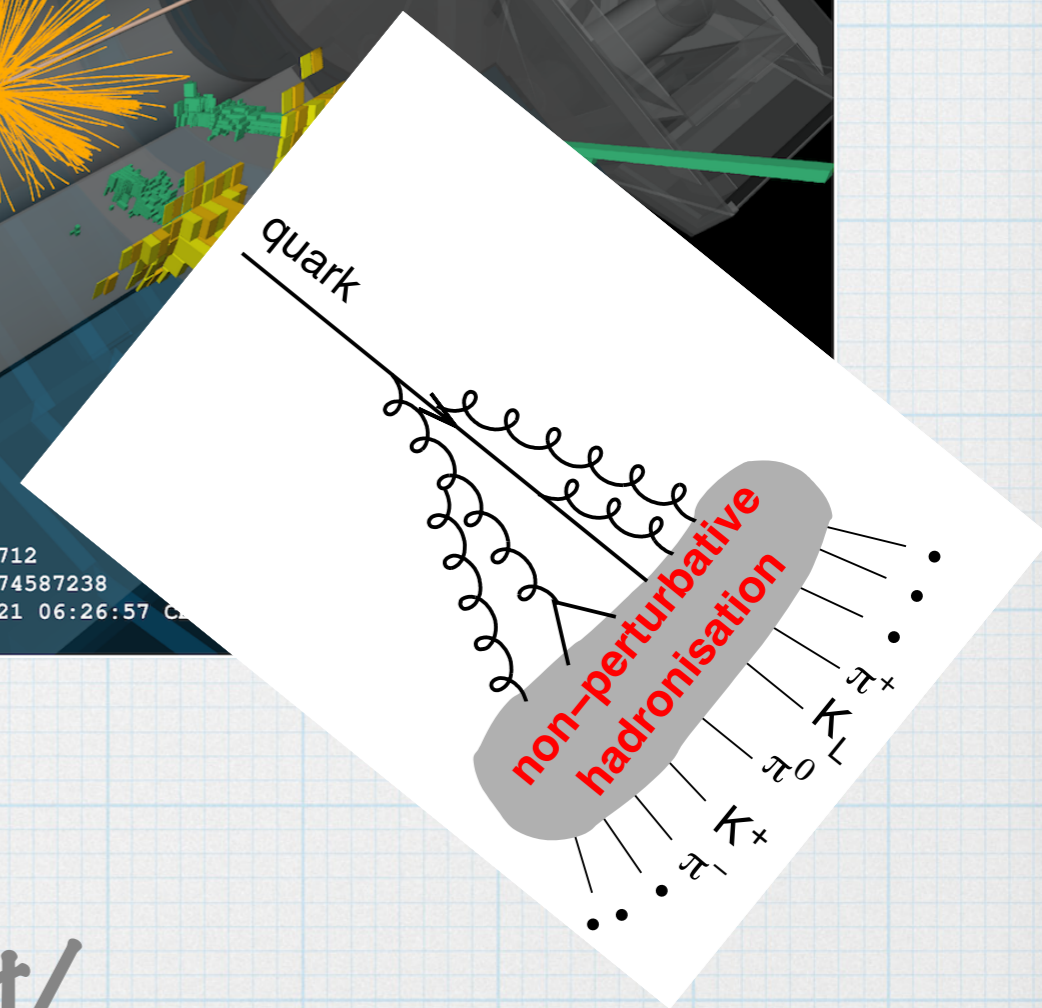 quark
712
74587238
21 06:26:57
non-perturbative
hadronisation
π⁺
K_L
π⁰
K⁺
π⁻
t/